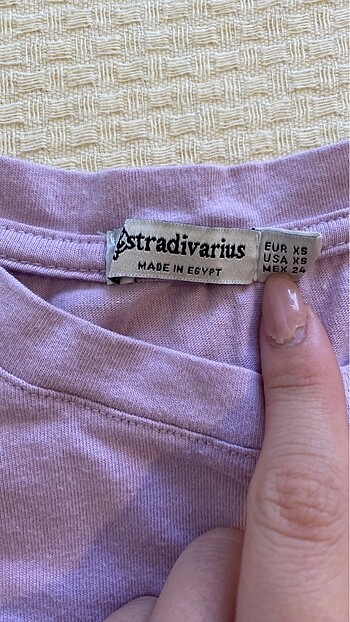 stradivarius
MADE IN EGYPT
EUR XS
USA XS
MEX 24